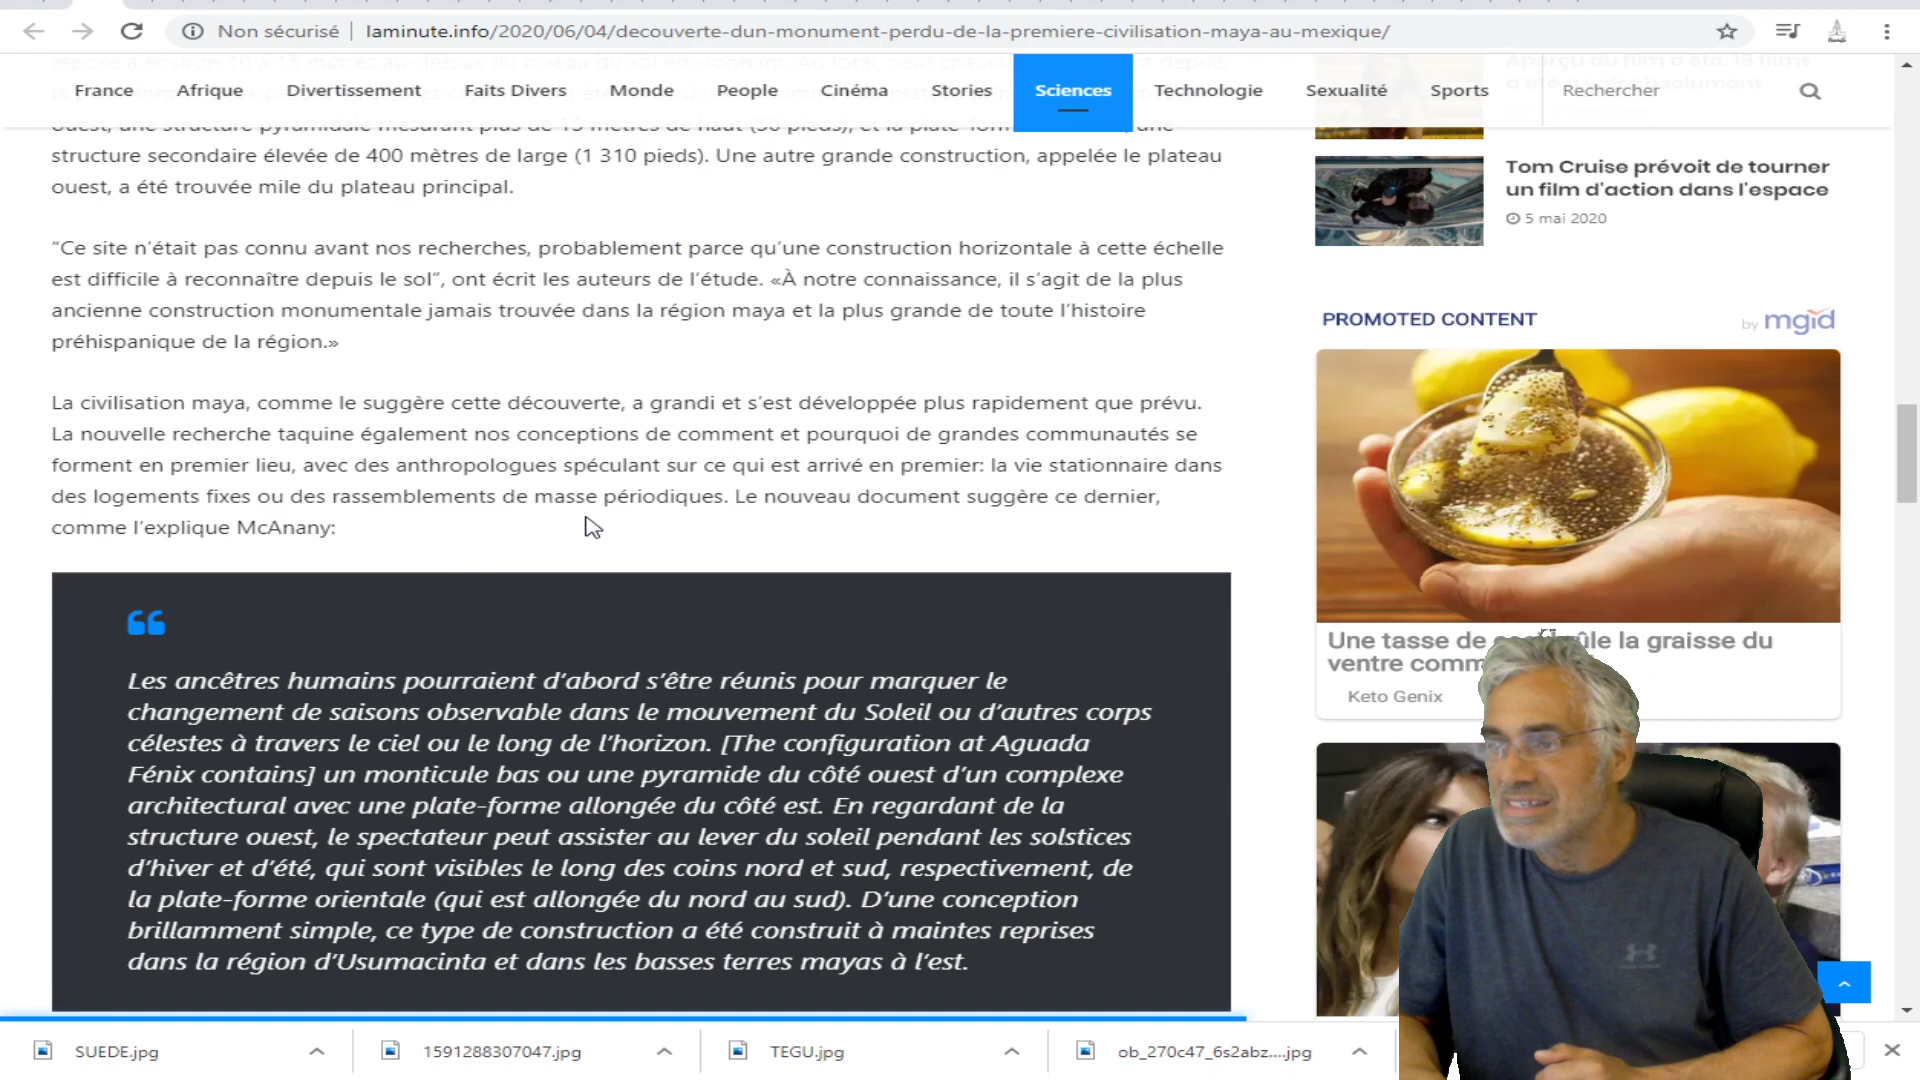 Non sécurisé | laminute.info/2020/06/04/decouverte-dun-monument-perdu-de-la-premiere-civilisation-maya-au-mexique/
France Afrique Divertissement Faits Divers Monde People Cinéma Stories Sciences Technologie Sexualité Sports Rechercher
ouest, une structure pyramidale mesurant plus de 15 mètres de haut (50 pieds), et la plate-
structure secondaire élevée de 400 mètres de large (1 310 pieds). Une autre grande construction, appelée le plateau
ouest, a été trouvée mile du plateau principal.
“Ce site n’était pas connu avant nos recherches, probablement parce qu’une construction horizontale à cette échelle
est difficile à reconnaître depuis le sol”, ont écrit les auteurs de l’étude. «À notre connaissance, il s’agit de la plus
ancienne construction monumentale jamais trouvée dans la région maya et la plus grande de toute l’histoire
préhispanique de la région.»
La civilisation maya, comme le suggère cette découverte, a grandi et s’est développée plus rapidement que prévu.
La nouvelle recherche taquine également nos conceptions de comment et pourquoi de grandes communautés se
forment en premier lieu, avec des anthropologues spéculant sur ce qui est arrivé en premier: la vie stationnaire dans
des logements fixes ou des rassemblements de masse périodiques. Le nouveau document suggère ce dernier,
comme l’explique McAnany:
Les ancêtres humains pourraient d’abord s’être réunis pour marquer le
changement de saisons observable dans le mouvement du Soleil ou d’autres corps
célestes à travers le ciel ou le long de l’horizon. [The configuration at Aguada
Fénix contains] un monticule bas ou une pyramide du côté ouest d’un complexe
architectural avec une plate-forme allongée du côté est. En regardant de la
structure ouest, le spectateur peut assister au lever du soleil pendant les solstices
d’hiver et d’été, qui sont visibles le long des coins nord et sud, respectivement, de
la plate-forme orientale (qui est allongée du nord au sud). D’une conception
brillamment simple, ce type de construction a été construit à maintes reprises
dans la région d’Usumacinta et dans les basses terres mayas à l’est.
Aperçu du film d'été: 18 films
d'été à voir absolument
Tom Cruise prévoit de tourner
un film d'action dans l'espace
5 mai 2020
PROMOTED CONTENT
by mgid
Une tasse de la graisse du
ventre
Keto Genix
SUEDE.jpg
1591288307047.jpg
TEGU.jpg
ob_270c47_6s2abz....jpg